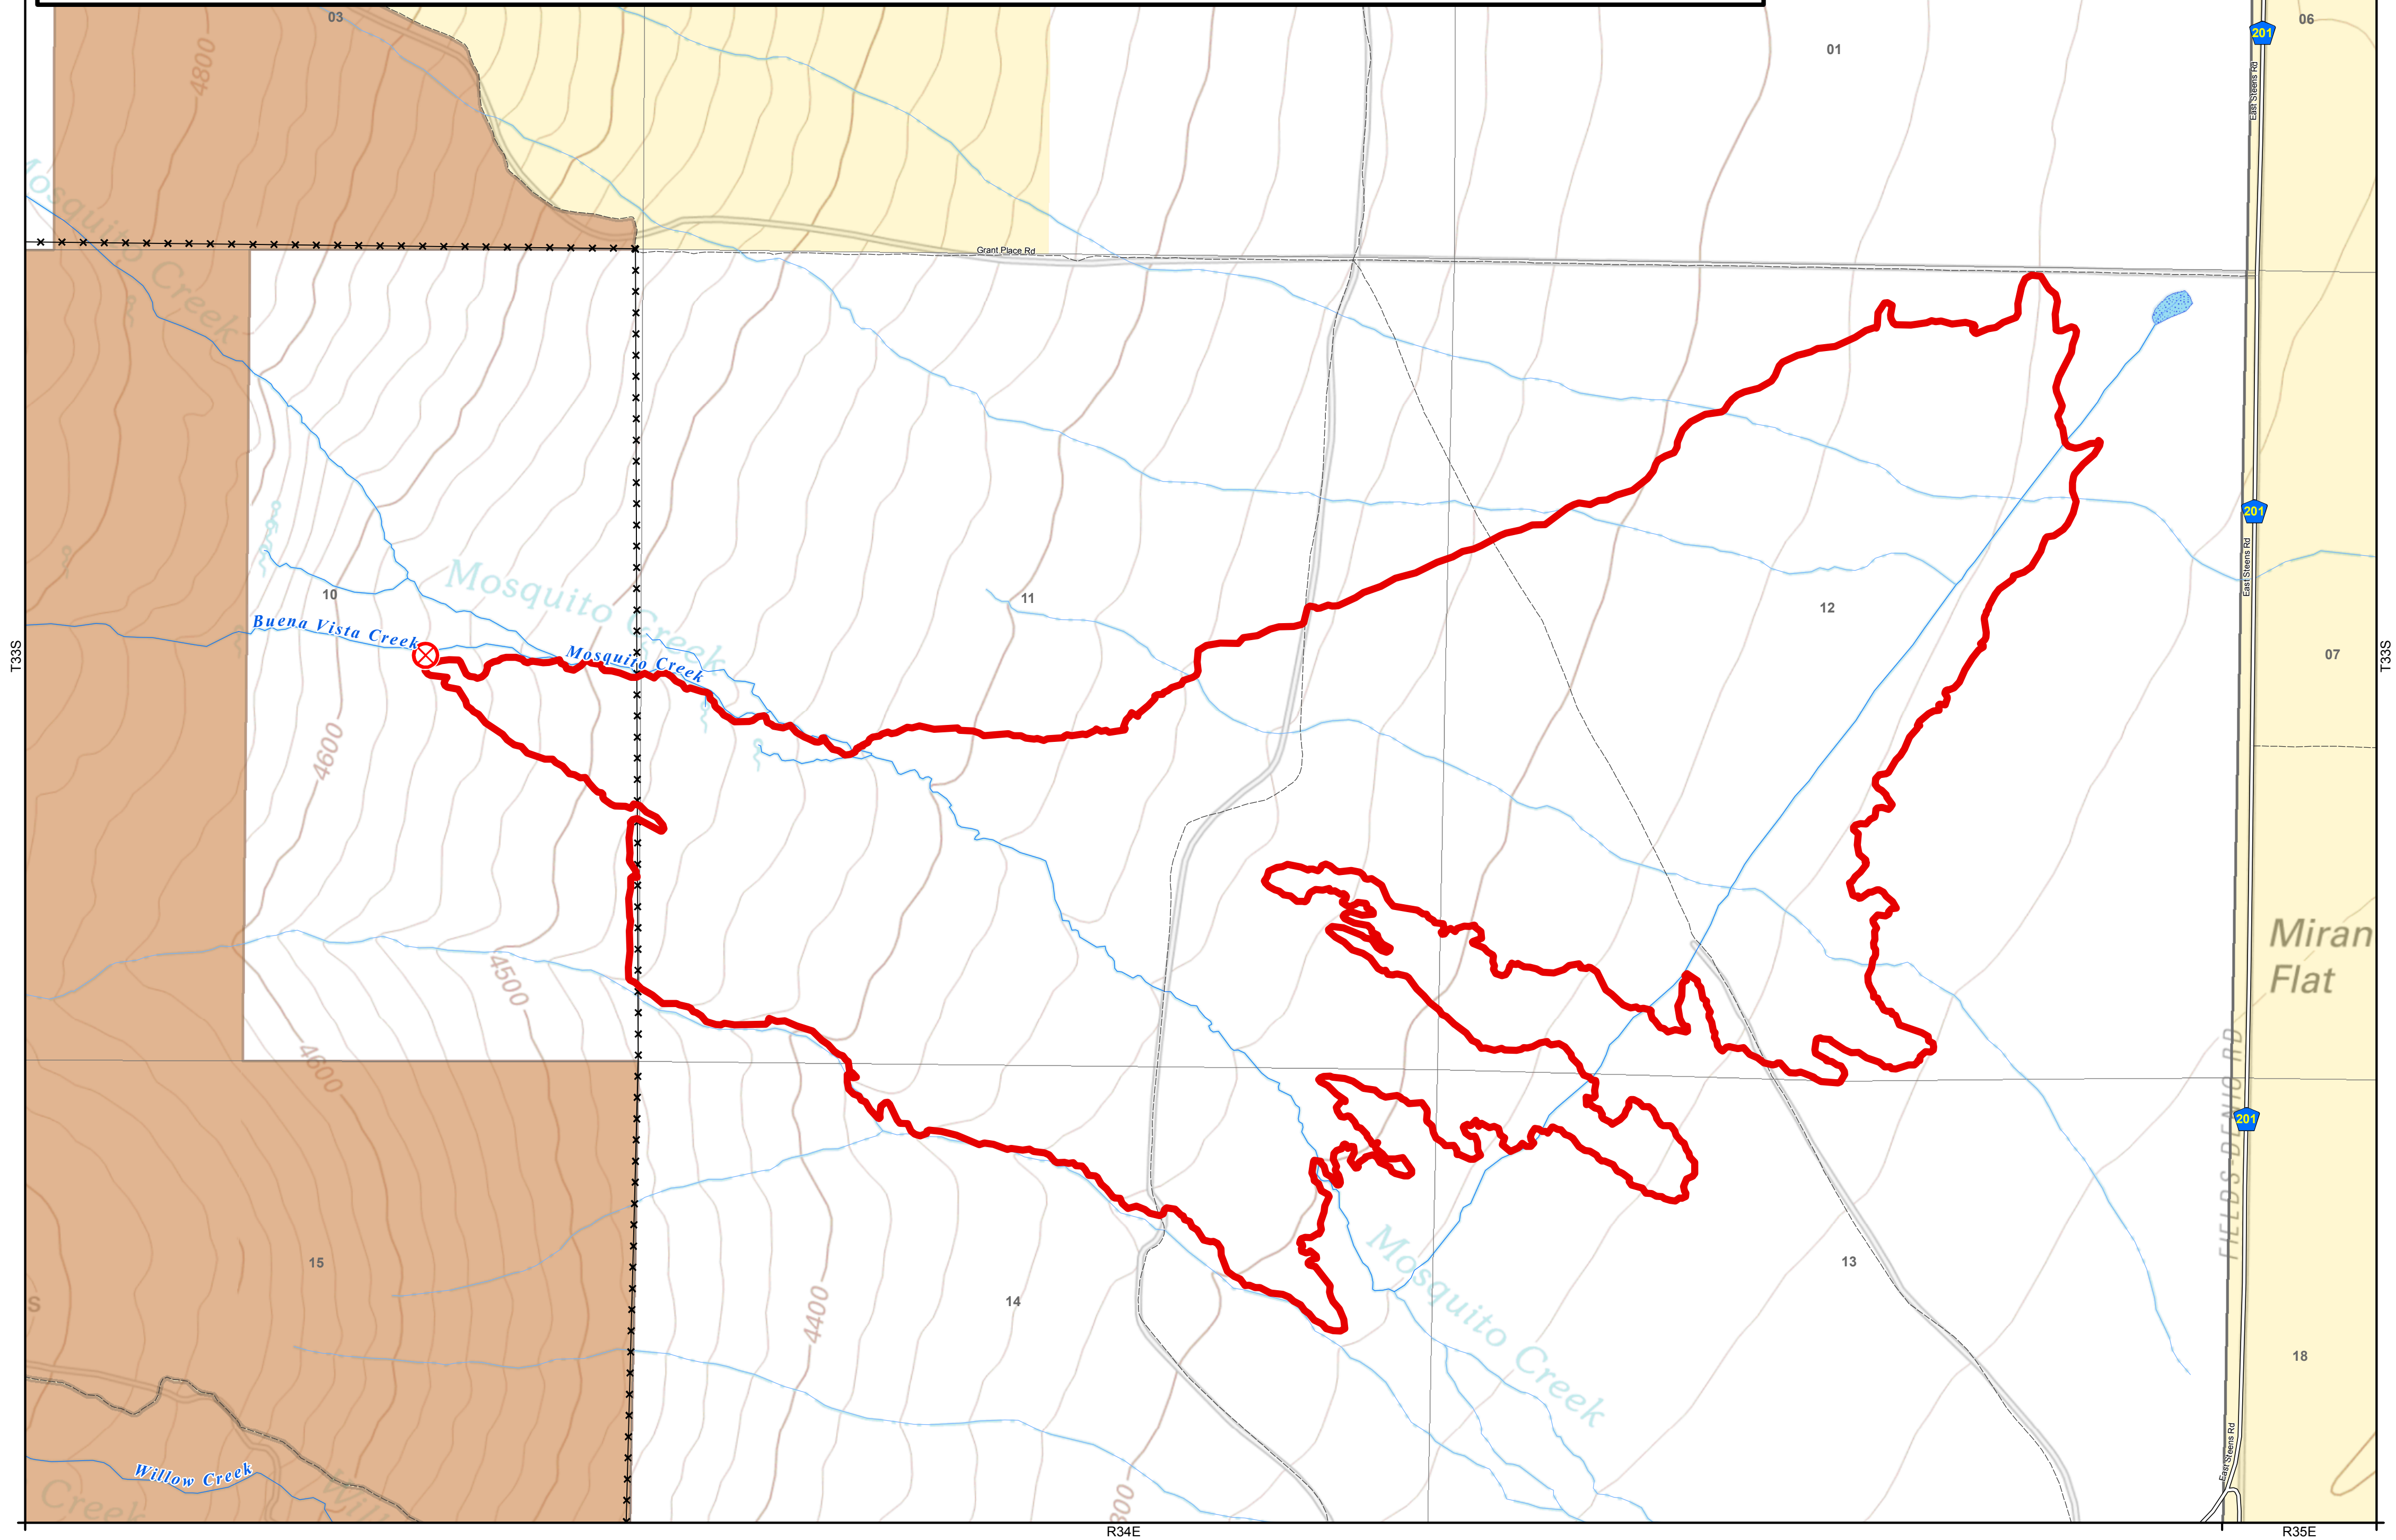 03
01
06
201
4800
East Steens Rd
Mosquito Creek
Grant Place Rd
201
East Steens Rd
Mosquito Creek
10
11
12
Buena Vista Creek
Mosquito Creek
07
T33S
T33S
4600
Miran
Flat
4500
4600
FIELDS-DENIO RD
201
15
14
13
Mosquito Creek
4400
S
18
East Steens Rd
Willow Creek
Creek
Will
R34E
R35E